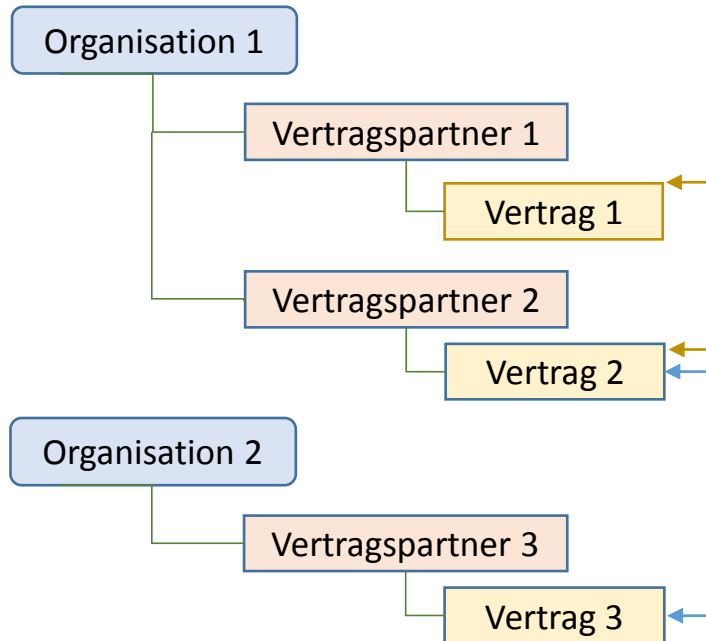 Organisation 1
Vertragspartner 1
Vertrag 1
Vertragspartner 2
Vertrag 2
Organisation 2
Vertragspartner 3
Vertrag 3